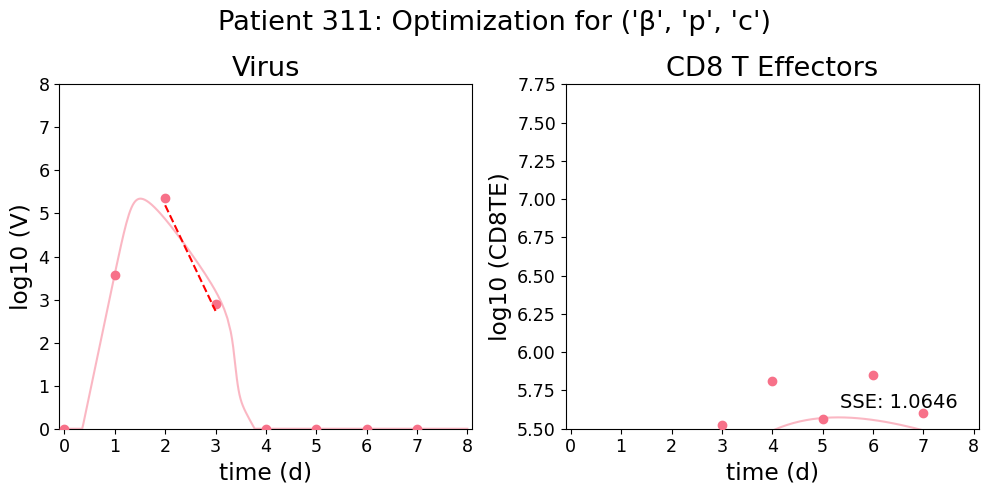 Patient 311: Optimization for ('β', 'p', 'c')
Virus
CD8 T Effectors
log10 (V)
8
7
6
5
4
3
2
1
0
0 1 2 3 4 5 6 7 8
time (d)
log10 (CD8TE)
7.75
7.50
7.25
7.00
6.75
6.50
6.25
6.00
5.75
5.50
SSE: 1.0646
0 1 2 3 4 5 6 7 8
time (d)